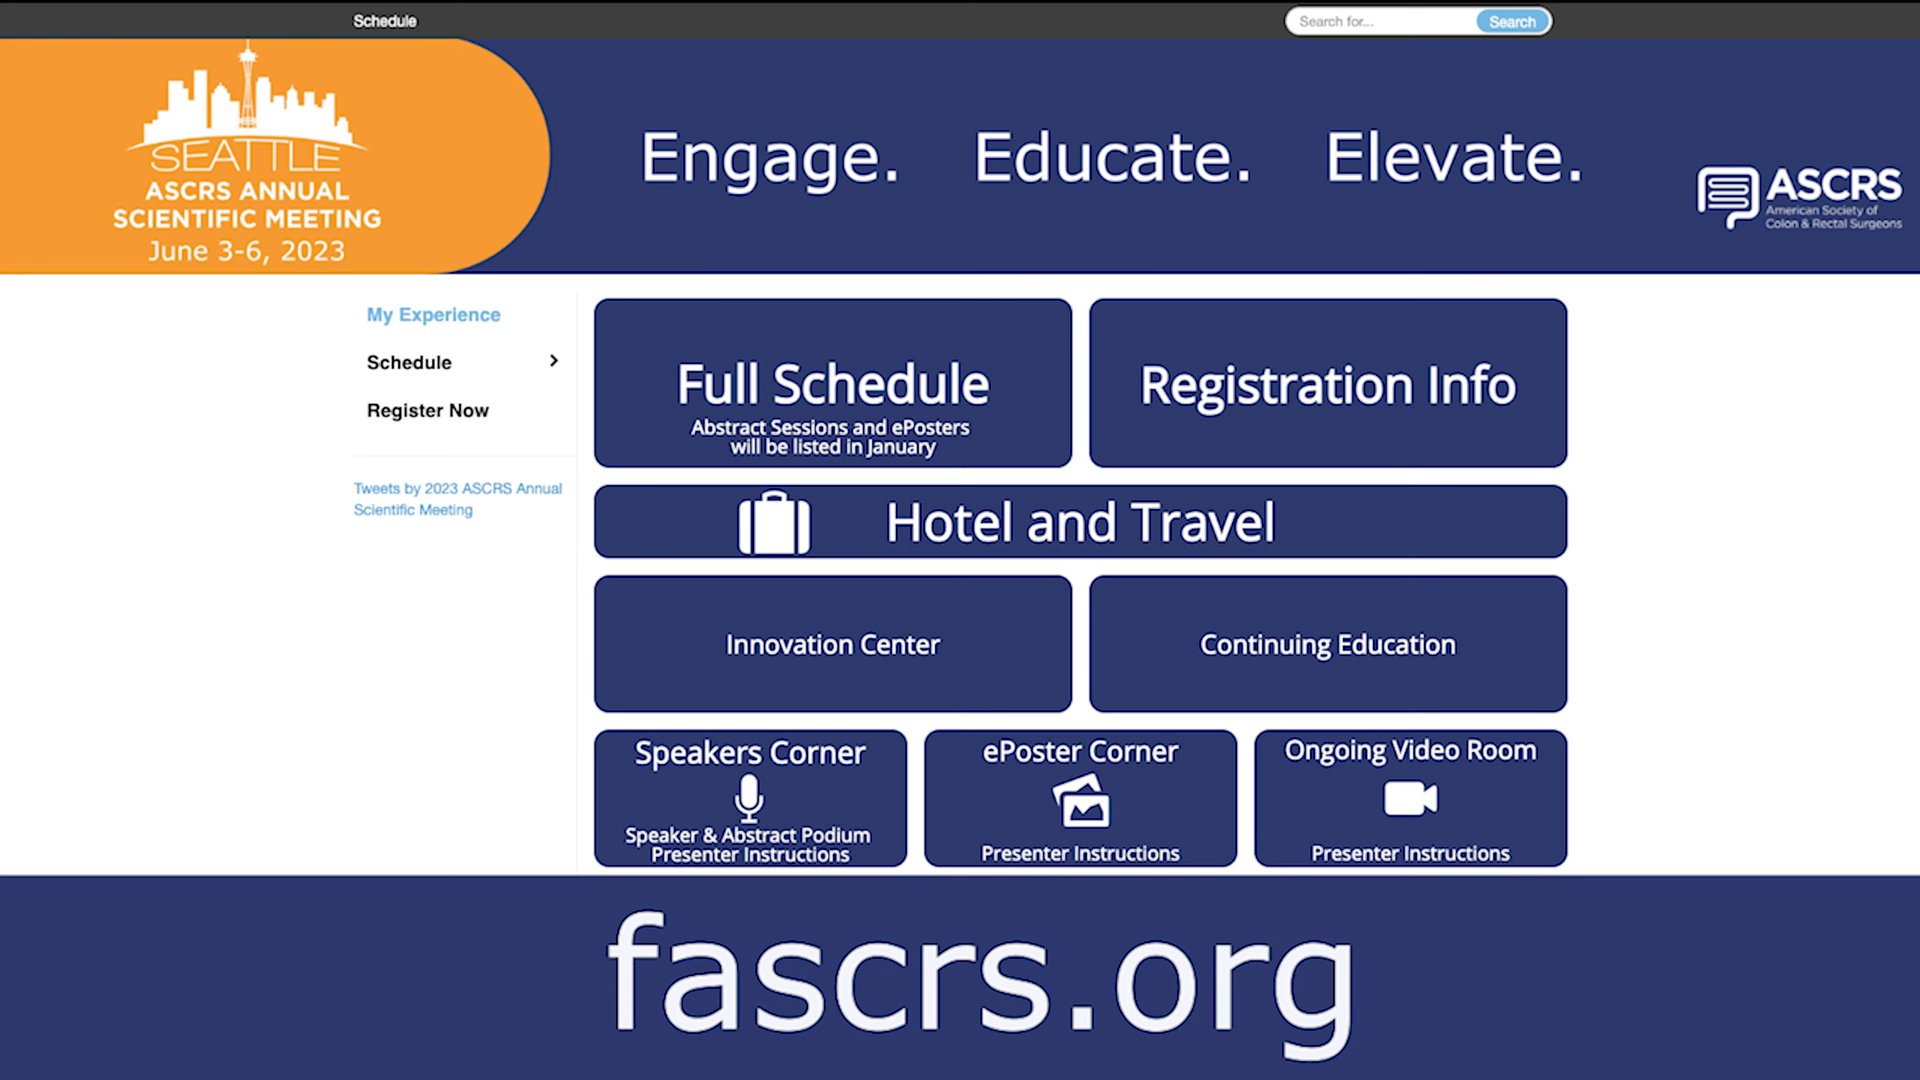 Schedule
Search for...
Search
SEATTLE
ASCRS ANNUAL
SCIENTIFIC MEETING
June 3-6, 2023
Engage. Educate. Elevate.
ASCRS
American Society of
Colon & Rectal Surgeons
My Experience
Schedule
Register Now
Tweets by 2023 ASCRS Annual
Scientific Meeting
Full Schedule
Abstract Sessions and ePosters
will be listed in January
Registration Info
Hotel and Travel
Innovation Center
Continuing Education
Speakers Corner
Speaker & Abstract Podium
Presenter Instructions
ePoster Corner
Presenter Instructions
Ongoing Video Room
Presenter Instructions
fascrs.org